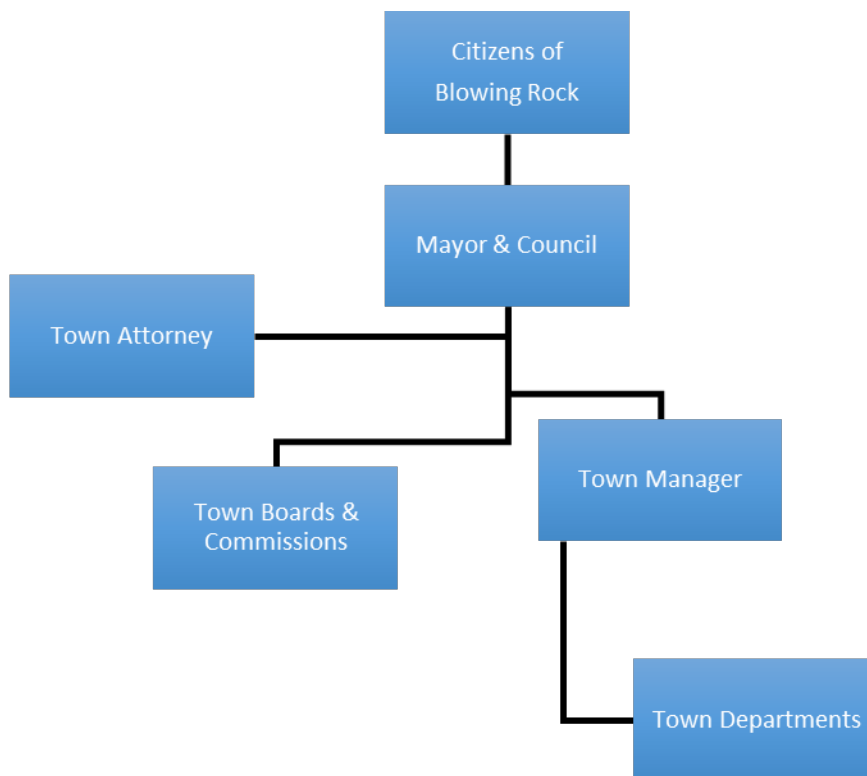 Citizens of
Blowing Rock
Mayor & Council
Town Attorney
Town Manager
Town Boards &
Commissions
Town Departments